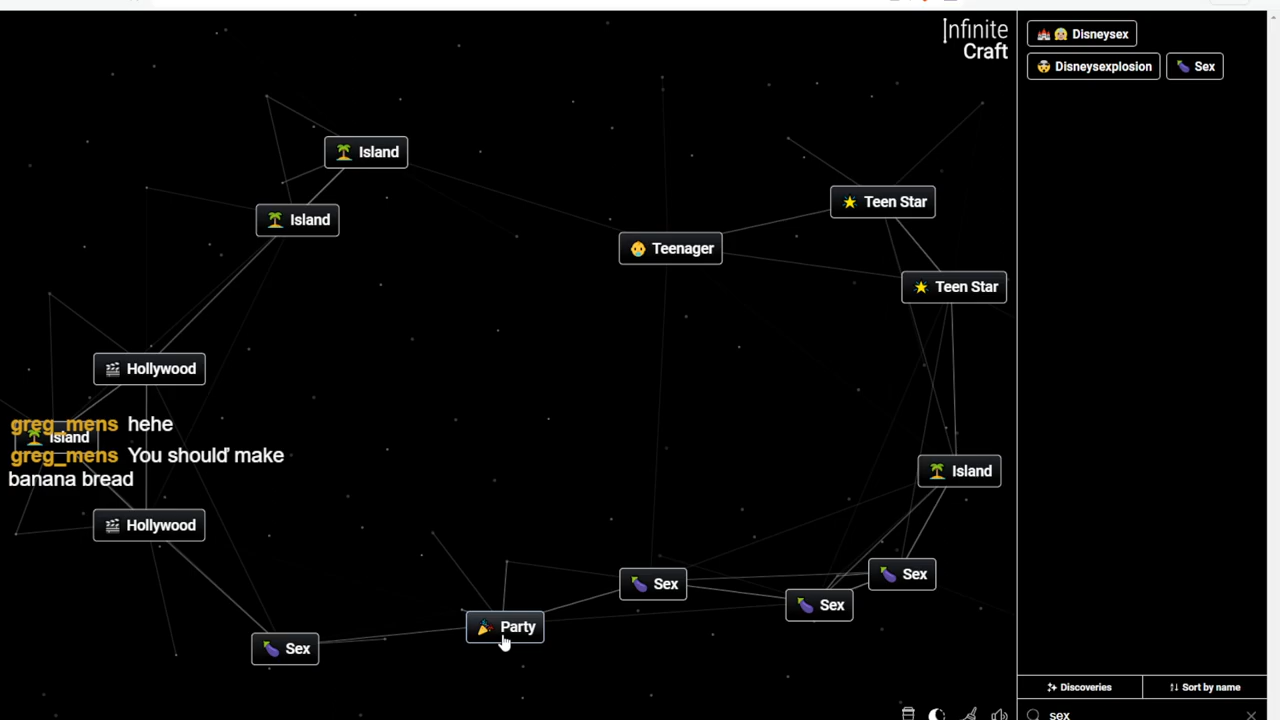 Infinite
Craft
Disneysex
Disneysexplosion
Sex
Island
Teen Star
Island
Teenager
Teen Star
Hollywood
greg_mens hehe
Island
greg_mens You should make
banana bread
Island
Hollywood
Sex
Sex
Sex
Party
Sex
Discoveries
Sort by name
sex